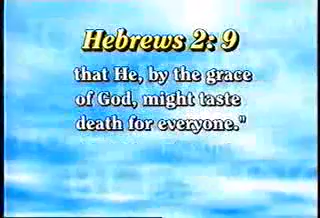 Hebrews 2: 9
that He, by the grace
of God, might taste
death for everyone."